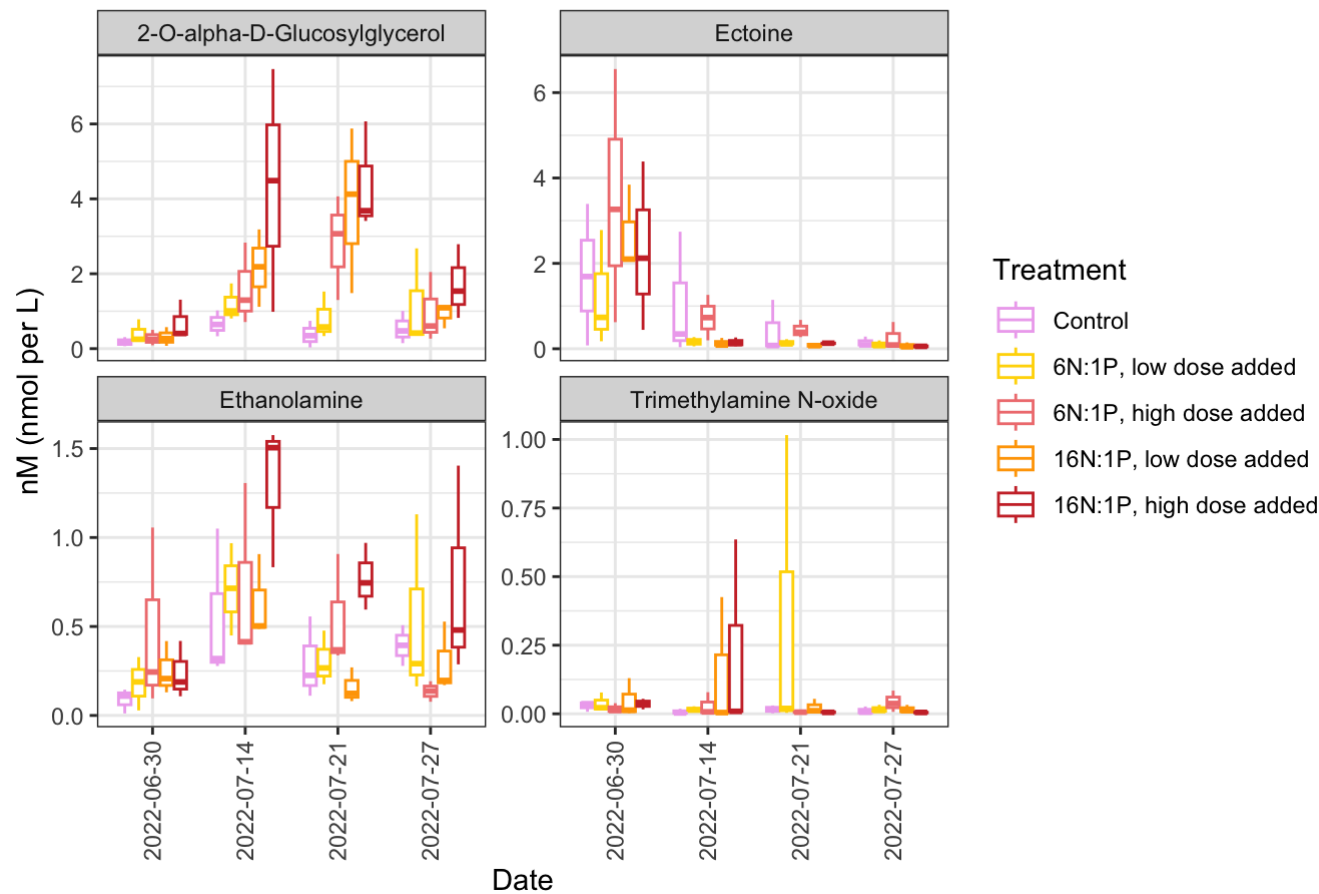 2-O-alpha-D-Glucosylglycerol
Ectoine
6
4
2
0
6
4
2
0
Ethanolamine
Trimethylamine N-oxide
1.5
1.0
0.5
0.0
1.00
0.75
0.50
0.25
0.00
2022-06-30
2022-07-14
2022-07-21
2022-07-27
2022-06-30
2022-07-14
2022-07-21
2022-07-27
nM (nmol per L)
Date
Treatment
Control
6N:1P, low dose added
6N:1P, high dose added
16N:1P, low dose added
16N:1P, high dose added